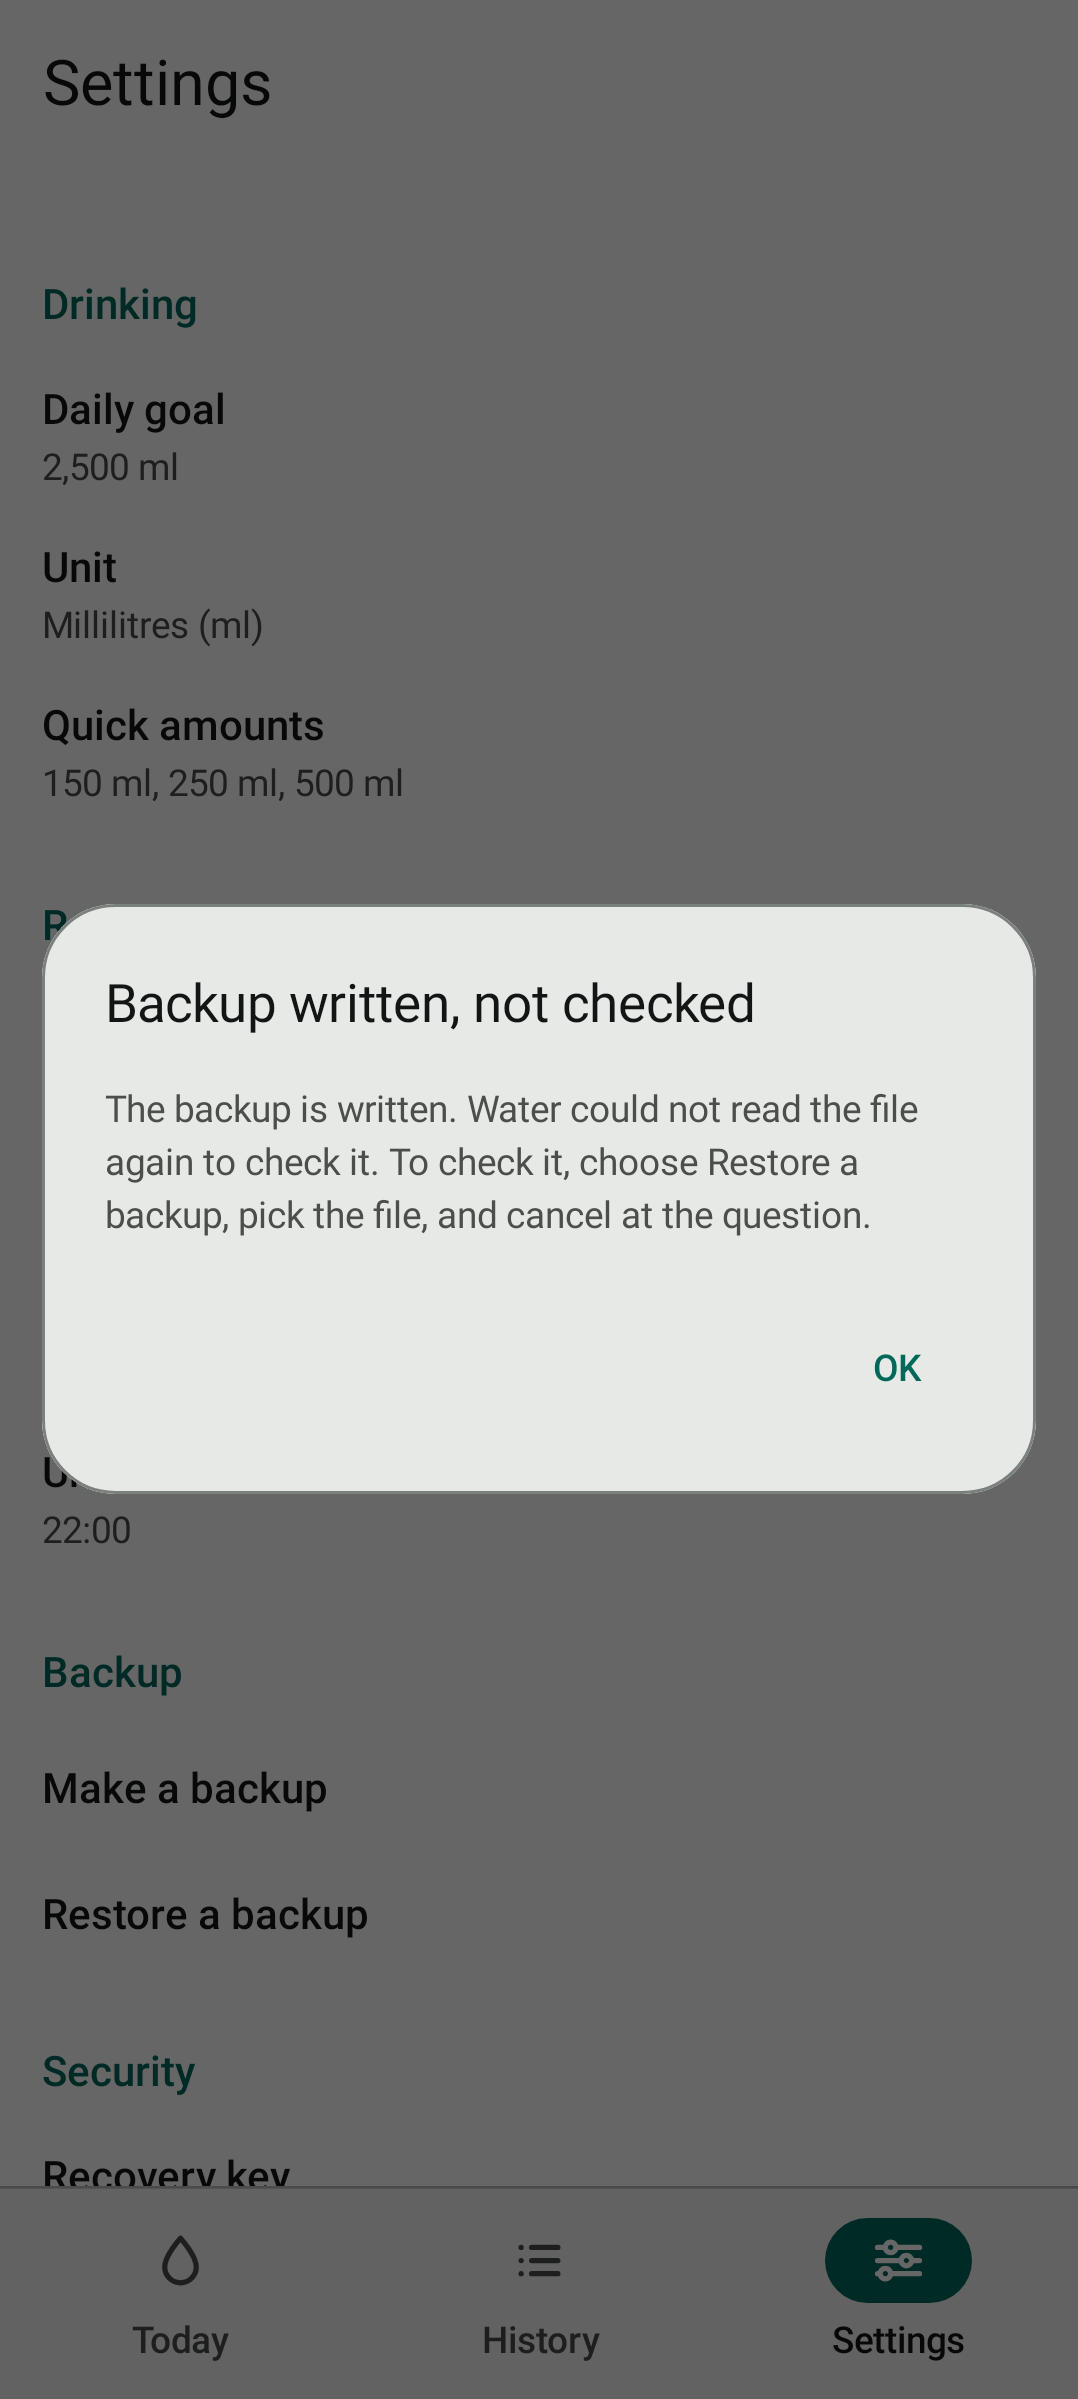 Settings
Drinking
Daily goal
2,500 ml
Unit
Millilitres (ml)
Quick amounts
150 ml, 250 ml, 500 ml
Backup written, not checked
The backup is written. Water could not read the file
again to check it. To check it, choose Restore a
backup, pick the file, and cancel at the question.
OK
22:00
Backup
Make a backup
Restore a backup
Security
Recovery key
Today
History
Settings